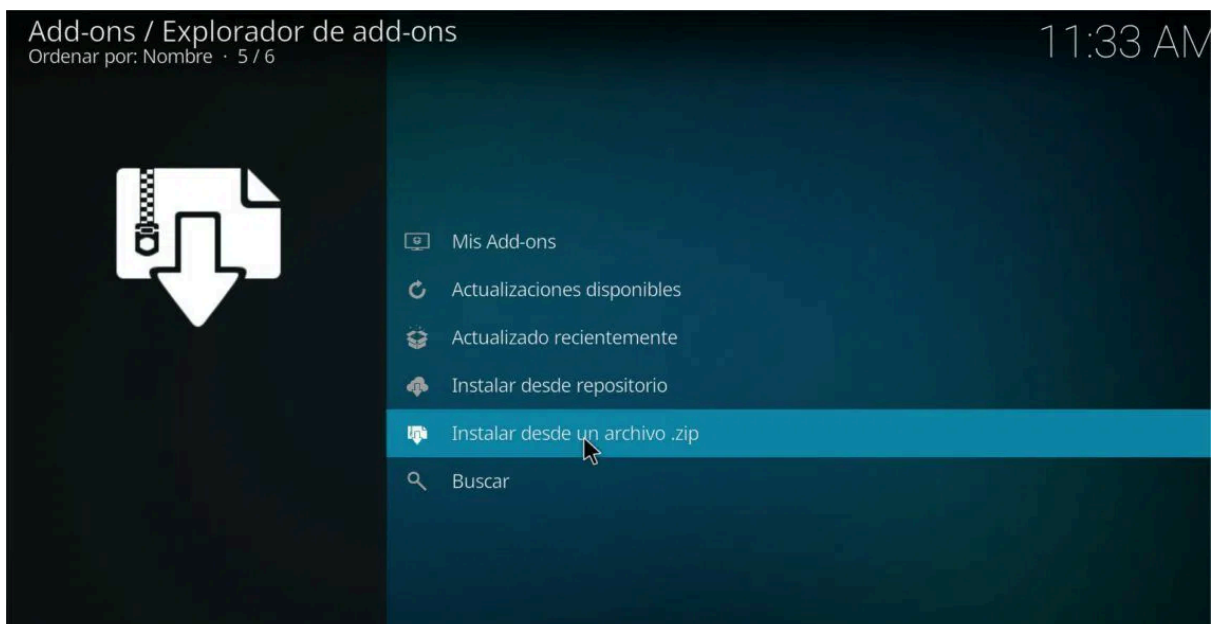 Add-ons / Explorador de add-ons
Ordenar por: Nombre · 5 / 6
11:33 AM
Mis Add-ons
Actualizaciones disponibles
Actualizado recientemente
Instalar desde repositorio
Instalar desde un archivo .zip
Buscar